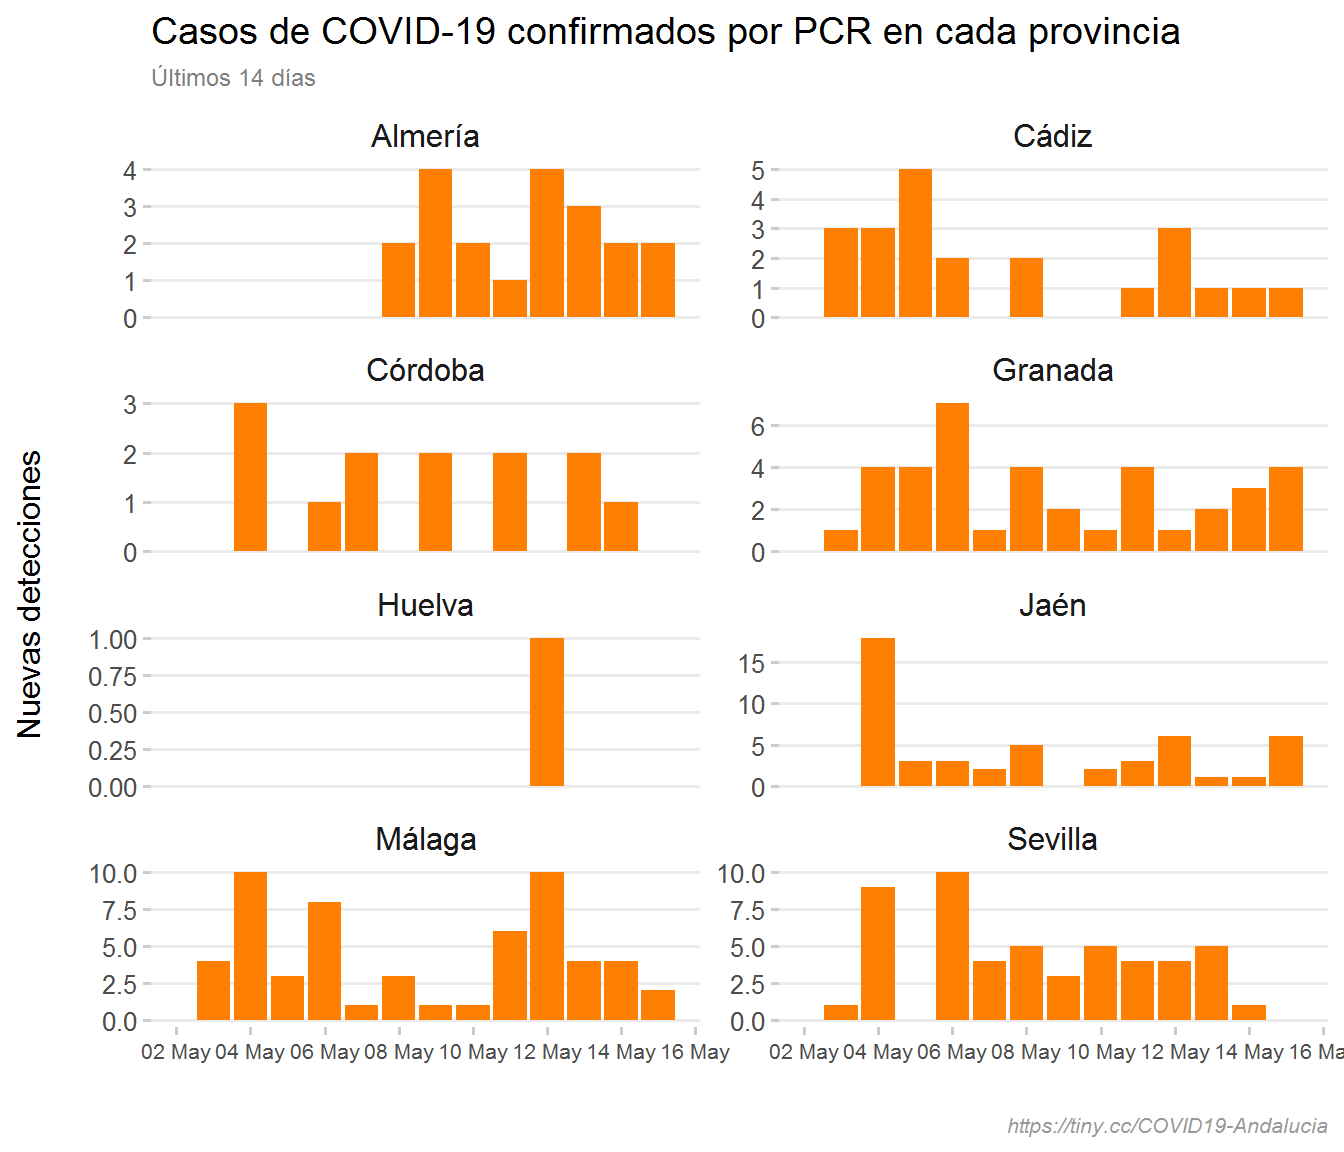 Casos de COVID-19 confirmados por PCR en cada provincia
Últimos 14 días
Nuevas detecciones
Almería
4
3
2
1
0
Cádiz
5
4
3
2
1
0
Córdoba
3
2
1
0
Granada
6
4
2
0
Huelva
1.00
0.75
0.50
0.25
0.00
Jaén
15
10
5
0
Málaga
10.0
7.5
5.0
2.5
0.0
02 May 04 May 06 May 08 May 10 May 12 May 14 May 16 May
Sevilla
10.0
7.5
5.0
2.5
0.0
02 May 04 May 06 May 08 May 10 May 12 May 14 May 16 Ma
https://tiny.cc/COVID19-Andalucia